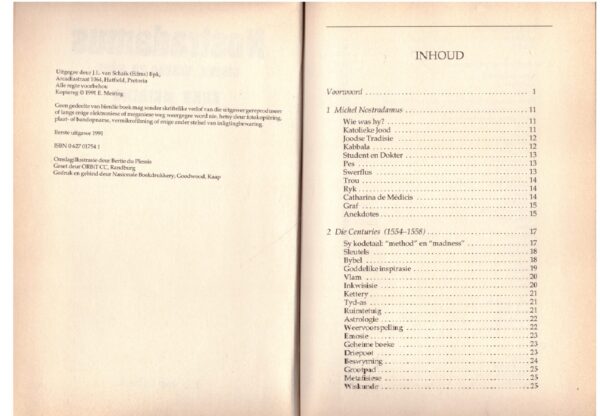 Uitgegee deur J.L. van Schaik (Edms) Bpk,
Arcadiastraat 1064, Hatfield, Pretoria
Alle regte voorbehou
Kopiereg © 1991 E. Meiring
Geen gedeelte van hierdie boek mag sonder skriftelike verlof van die uitgewer gereproduseer
of langs enige elektroniese of meganiese weg weergegee word nie, hetsy deur fotokopiëring,
plaat- of bandopname, vermikrofilming of enige ander stelsel van inligtingbewaring.
Eerste uitgawe 1991
ISBN 0 627 01754 1
Omslagillustrasie deur Bertie du Plessis
Geset deur ORBIT CC, Randburg
Gedruk en gebind deur Nasionale Boekdrukkery, Goodwood, Kaap
INHOUD
Voorwoord 1
1 Michel Nostradamus 11
Wie was hy? 11
Katolieke Jood 11
Joodse Tradisie 12
Kabbala 12
Student en Dokter 12
Pes 13
Swerflus 13
Trou 14
Ryk 14
Catharina de Médicis 14
Graf 15
Anekdotes 15
2 Die Centuries (1554–1558) 17
Sy kodetaal: "method" en "madness" 17
Sleutels 18
Bybel 18
Goddelike inspirasie 19
Vlam 20
Inkwisisie 20
Kettery 21
Tyd-as 21
Ruimtetuig 21
Astrologie 22
Weervoorspelling 22
Emosie 23
Geheime boeke 23
Driepoot 23
Beswyming 24
Grootpad 24
Metafisiese 25
Wiskunde 25